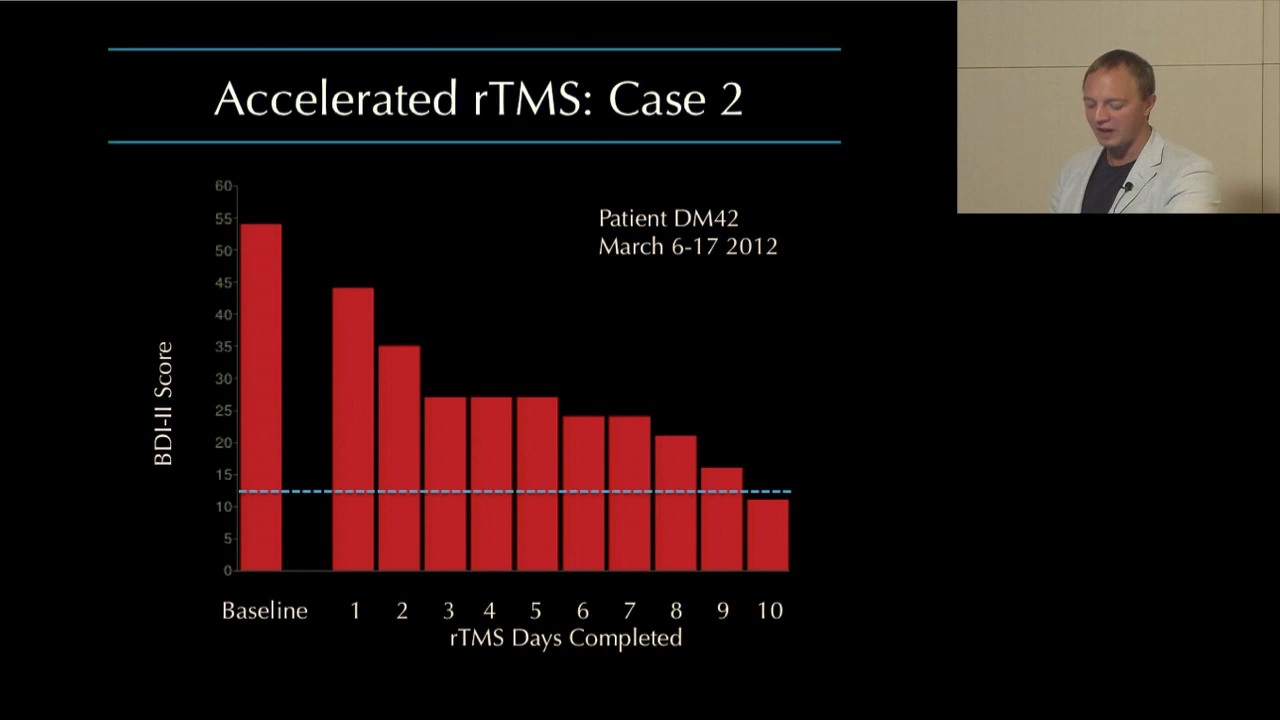 Accelerated rTMS: Case 2
Patient DM42
March 6-17 2012
BDI-II Score
60
55
50
45
40
35
30
25
20
15
10
5
0
Baseline 1 2 3 4 5 6 7 8 9 10
rTMS Days Completed